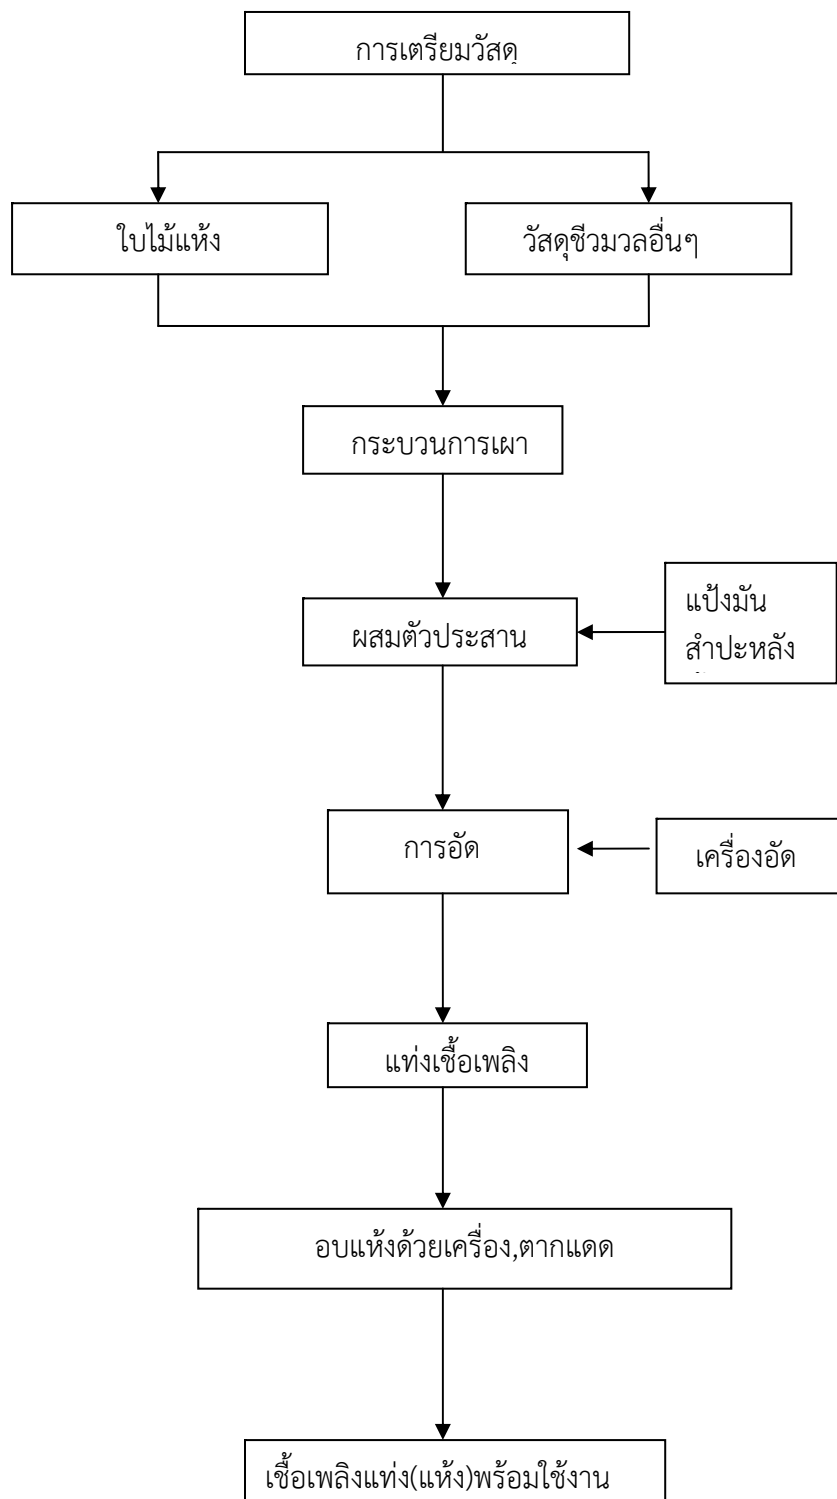 การเตรียมวัสดุ
ใบไม้แห้ง
วัสดุชีวมวลอื่นๆ
กระบวนการเผา
ผสมตัวประสาน
แป้งมัน
สำปะหลัง
การอัด
เครื่องอัด
แท่งเชื้อเพลิง
อบแห้งด้วยเครื่อง,ตากแดด
เชื้อเพลิงแท่ง(แห้ง)พร้อมใช้งาน